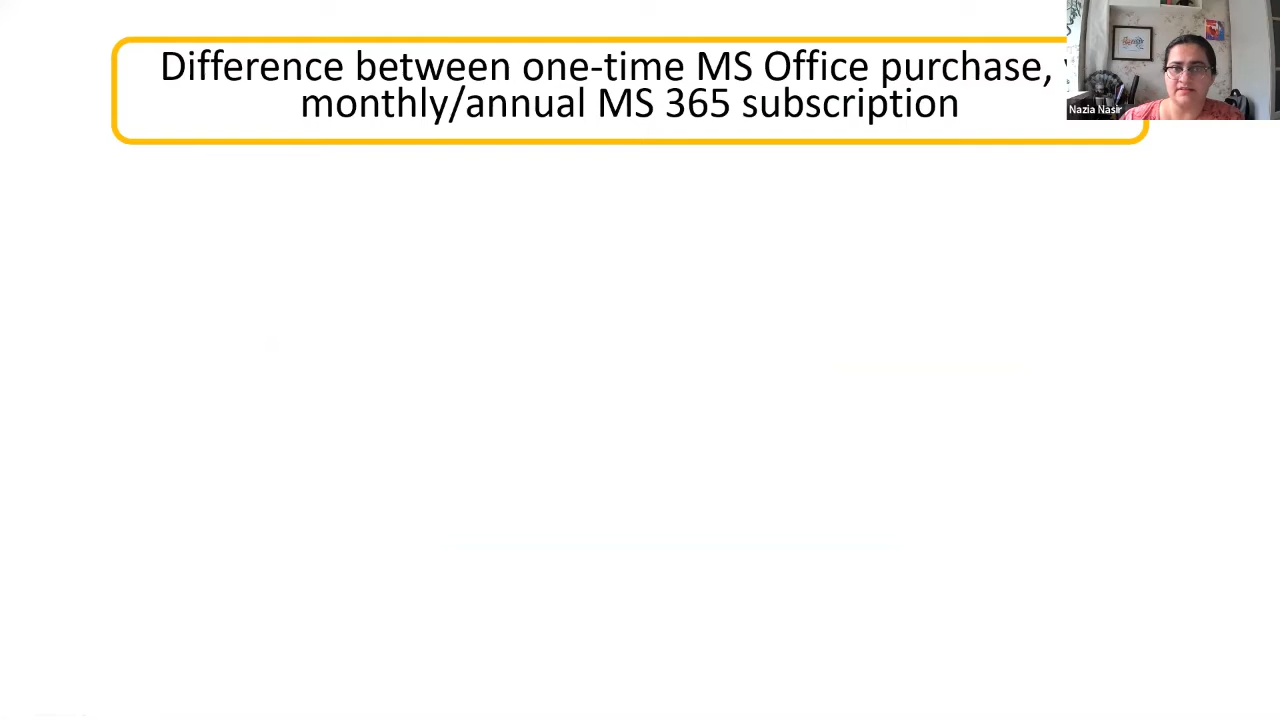 Difference between one-time MS Office purchase,
monthly/annual MS 365 subscription
Nazia Nasir